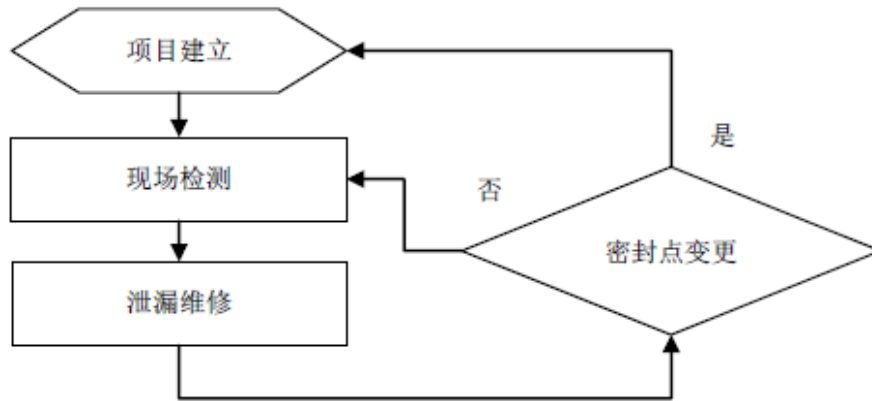 项目建立
是
现场检测
否
密封点变更
泄漏维修